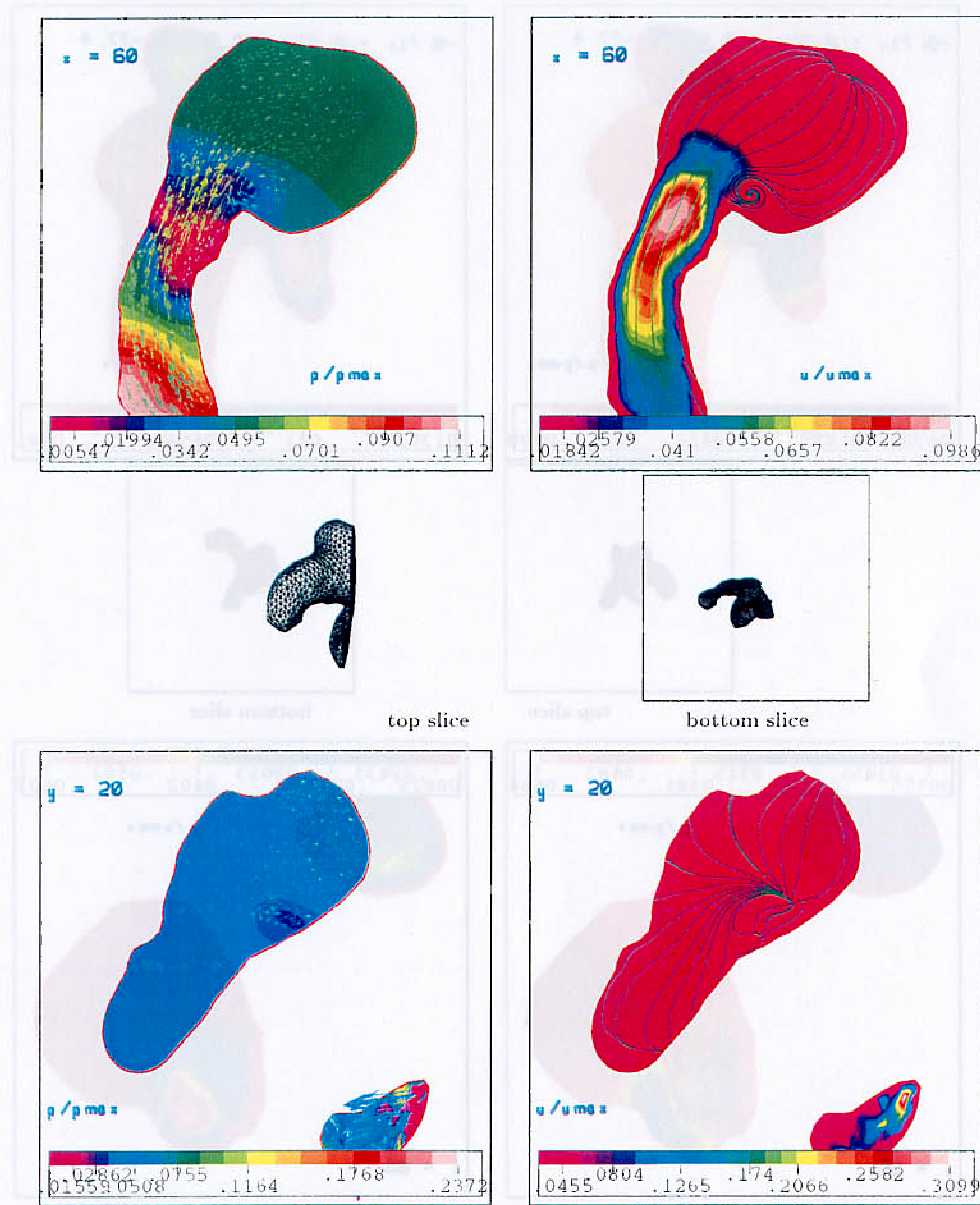 x = 60
p/pmax
.01994 .0495 .0907
.00547 .0342 .0701 .1112
x = 60
u/umax
.02579 .0558 .0822
.01842 .041 .0657 .0986
top slice
bottom slice
y = 20
p/pmax
.02862 .0755 .1768
.01559 .0508 .1164 .2372
y = 20
u/umax
.0804 .174 .2582
.0455 .1265 .2066 .3099